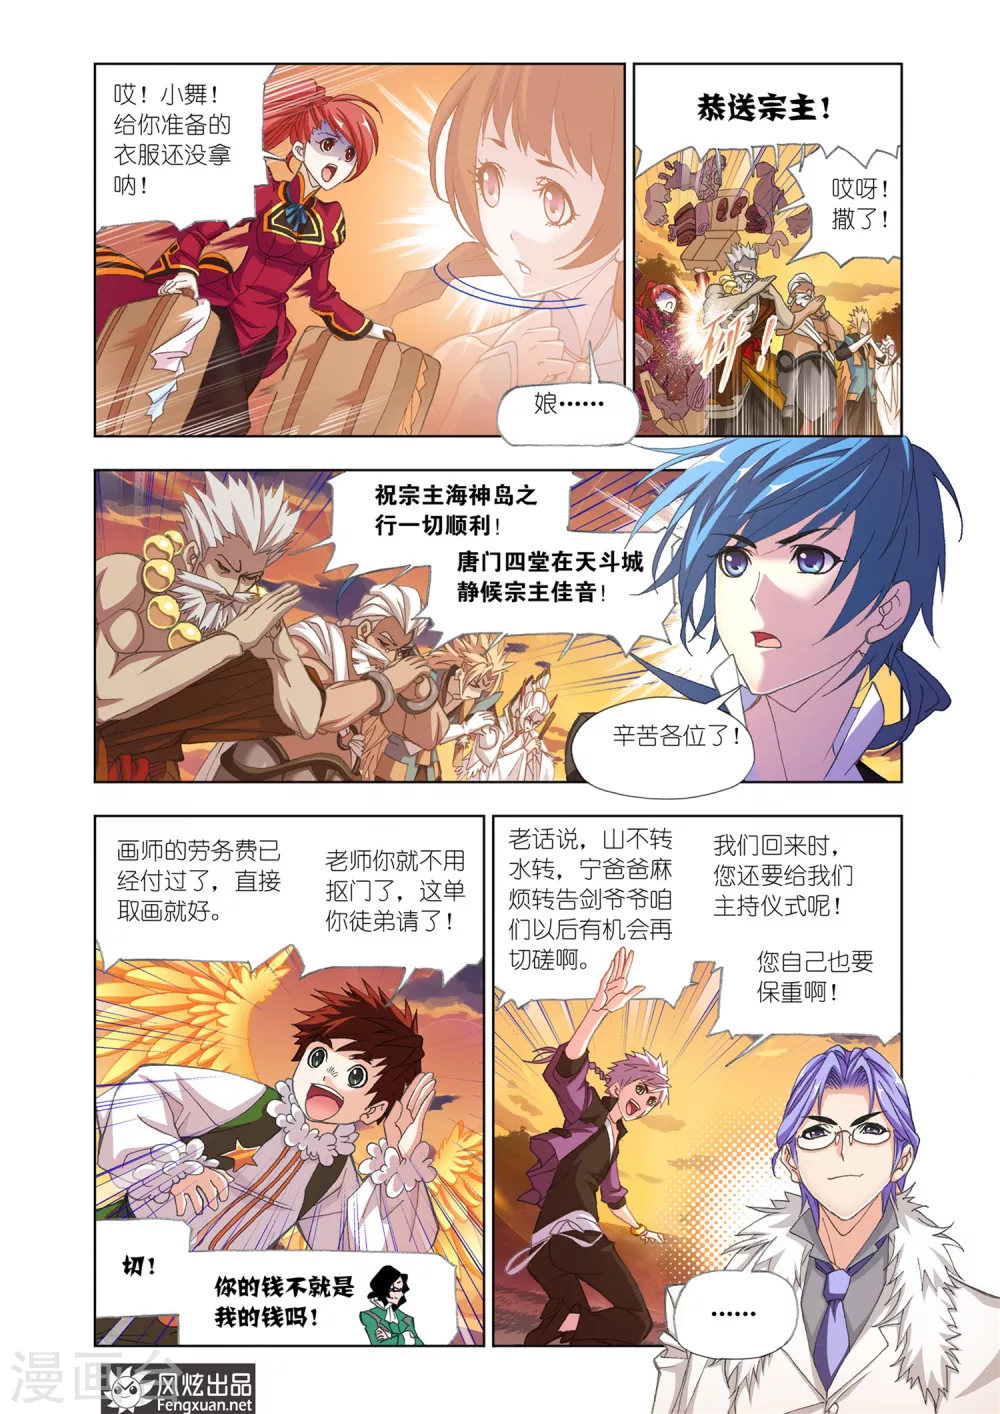 哎！小舞！
给你准备的
衣服还没拿
呐！
娘······
恭送宗主！
哎呀！
撒了！
砰！
祝宗主海神岛之
行一切顺利！
唐门四堂在天斗城
静候宗主佳音！
辛苦各位了！
画师的劳务费已
经付过了，直接
取画就好。
老师你就不用
抠门了，这单
你徒弟请了！
切！
你的钱不就是
我的钱吗！
老话说，山不转
水转，宁爸爸麻
烦转告剑爷爷咱
们以后有机会再
切磋啊。
我们回来时，
您还要给我们
主持仪式呢！
您自己也要
保重啊！
······
漫画台
风炫出品
Fengxuan.net